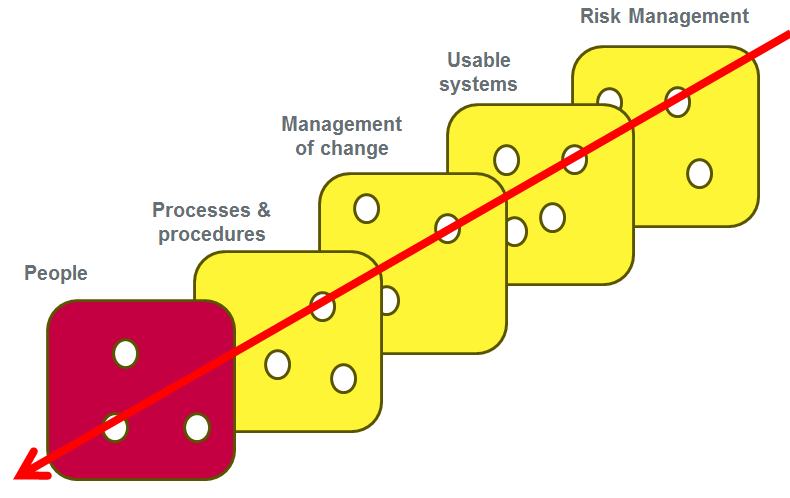 Risk Management
Usable
systems
Management
of change
Processes &
procedures
People